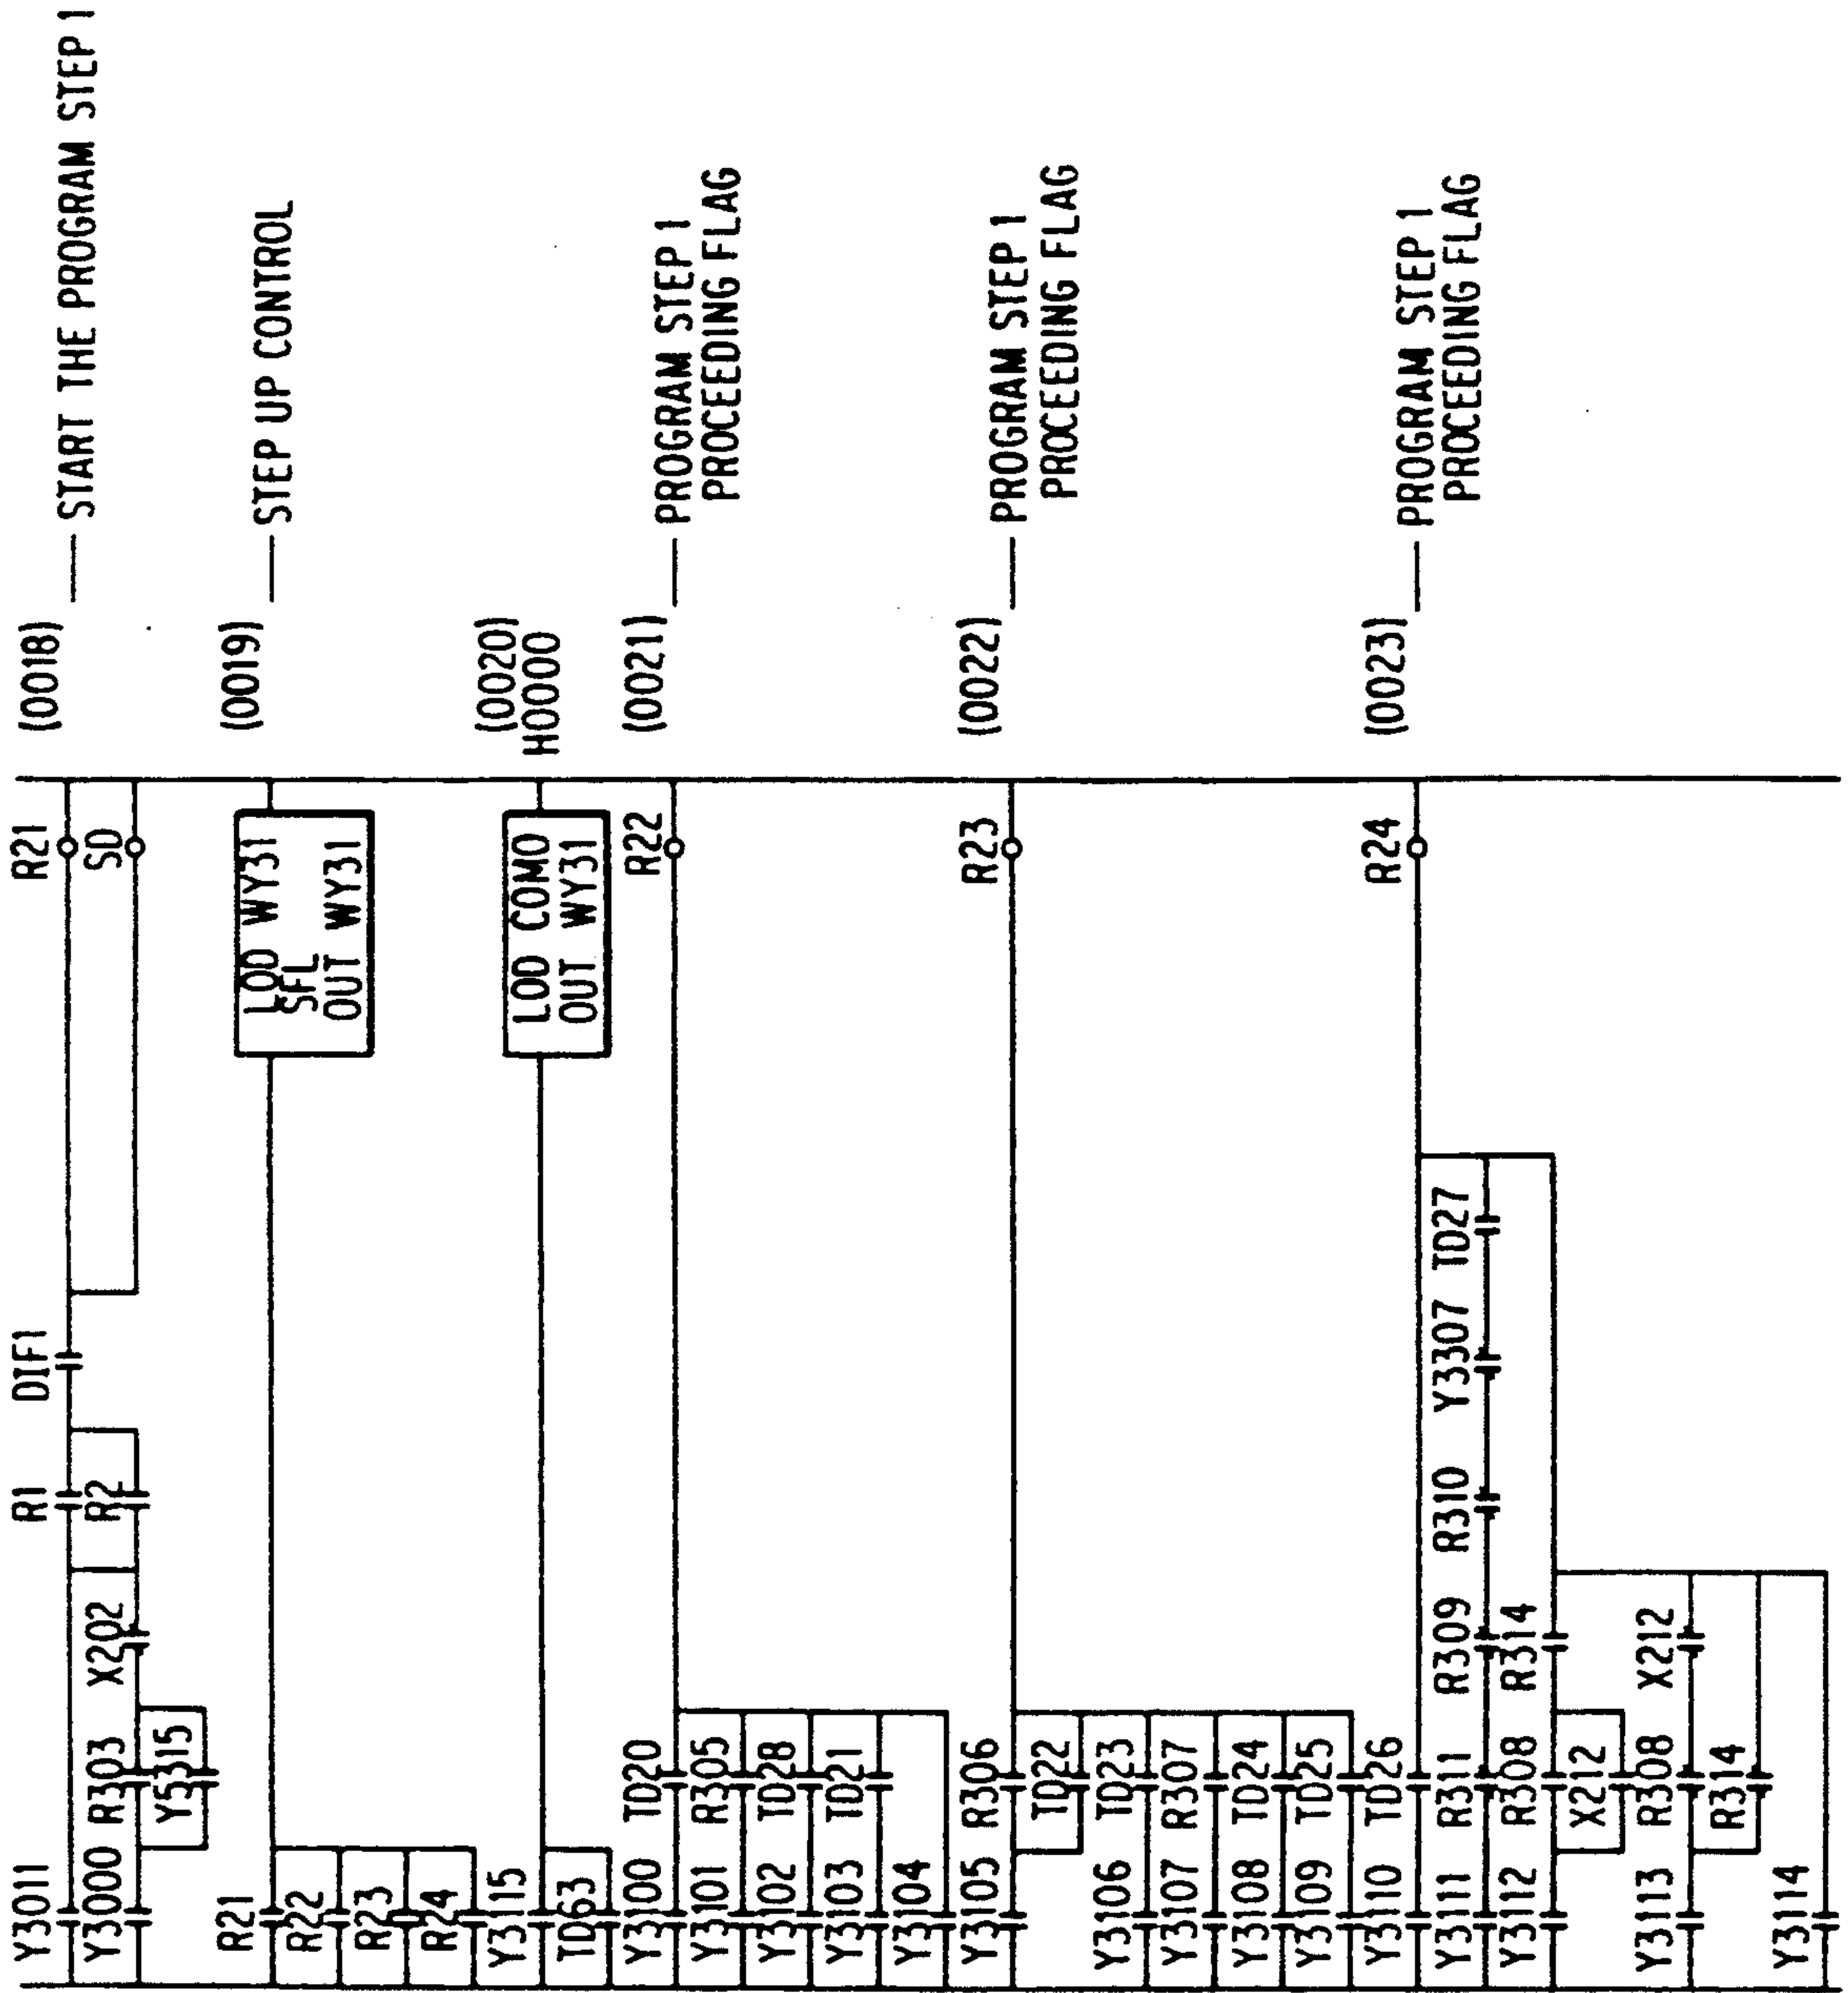 Y3011 R1 DIF1 R21 (0018) START THE PROGRAM STEP 1
Y3000 R303 X202 R2 SD
Y5315
R21 LOD WY31 (0019) STEP UP CONTROL
R22 SFL
R23 OUT WY31
R24
Y3115 LOD COMO (0020)
H0000
TD63 OUT WY31
Y3100 TD20 R22 (0021) PROGRAM STEP 1
PROCEEDING FLAG
Y3101 R305
Y3102 TD28
Y3103 TD21
Y3104
Y3105 R306 R23 (0022) PROGRAM STEP 1
PROCEEDING FLAG
TD22
Y3106 TD23
Y3107 R307
Y3108 TD24
Y3109 TD25
Y3110 TD26 R24 (0023) PROGRAM STEP 1
PROCEEDING FLAG
Y3111 R311 R309 R310 Y3307 TD27
Y3112 R308 R314
X212
Y3113 R308 X212
R314
Y3114